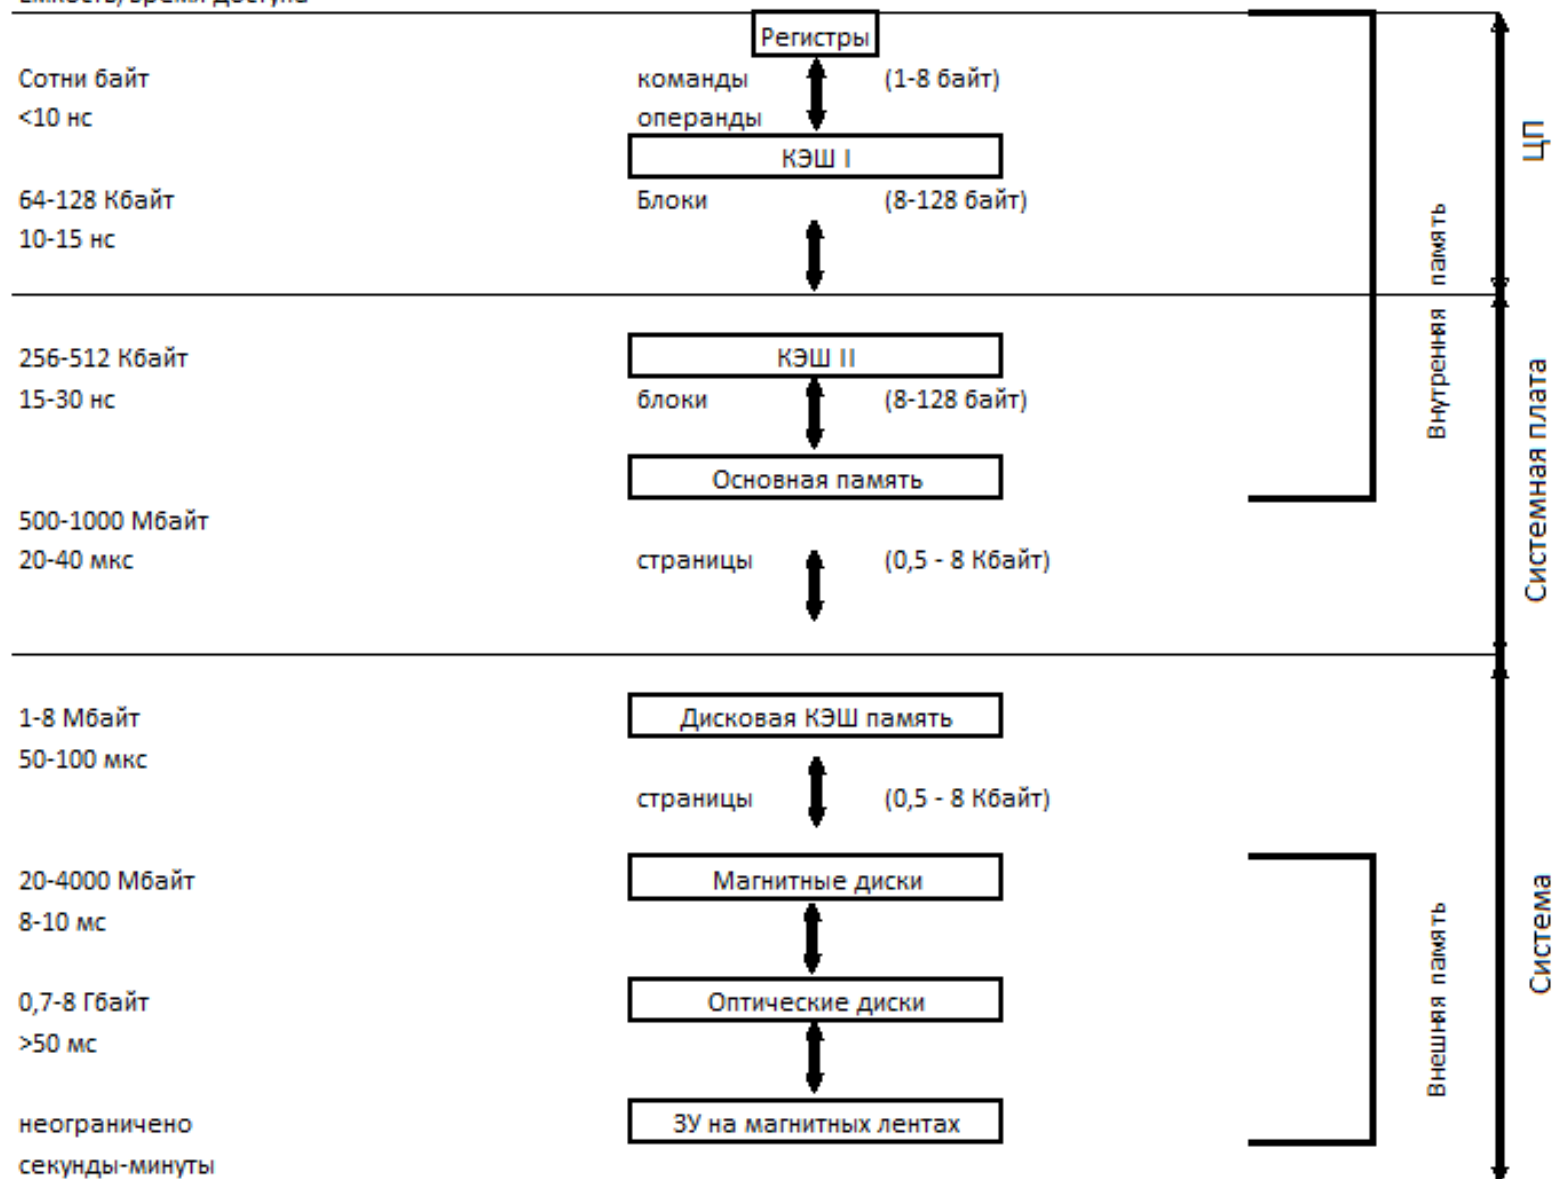 Емкость, время доступа
Регистры
Сотни байт
команды
(1-8 байт)
<10 нс
операнды
КЭШ I
64-128 Кбайт
Блоки
(8-128 байт)
10-15 нс
ЦП
256-512 Кбайт
КЭШ II
15-30 нс
блоки
(8-128 байт)
Основная память
Внутренняя память
500-1000 Мбайт
20-40 мкс
страницы
(0,5 - 8 Кбайт)
Системная плата
1-8 Мбайт
Дисковая КЭШ память
50-100 мкс
страницы
(0,5 - 8 Кбайт)
20-4000 Мбайт
Магнитные диски
8-10 мс
0,7-8 Гбайт
Оптические диски
>50 мс
Внешняя память
Система
неограничено
ЗУ на магнитных лентах
секунды-минуты